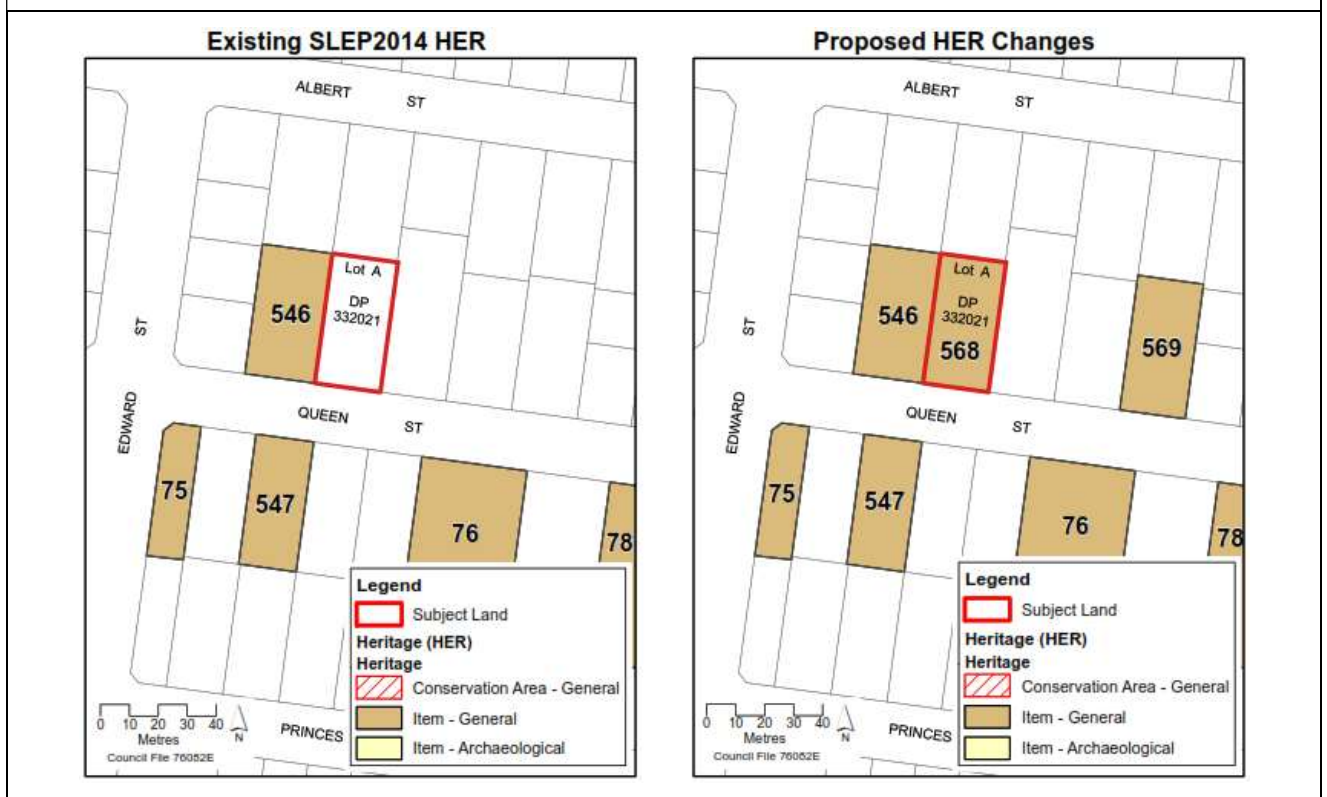 Existing SLEP2014 HER
ALBERT ST
Lot A
DP
332021
546
ST
EDWARD
QUEEN ST
75
547
76
78
Legend
Subject Land
Heritage (HER)
Heritage
Conservation Area - General
Item - General
Item - Archaeological
0 10 20 30 40
Metres
N
Council File 76052E
PRINCES
Proposed HER Changes
ALBERT ST
Lot A
DP
332021
546
568
569
ST
EDWARD
QUEEN ST
75
547
76
78
Legend
Subject Land
Heritage (HER)
Heritage
Conservation Area - General
Item - General
Item - Archaeological
0 10 20 30 40
Metres
N
Council File 76052E
PRINCES